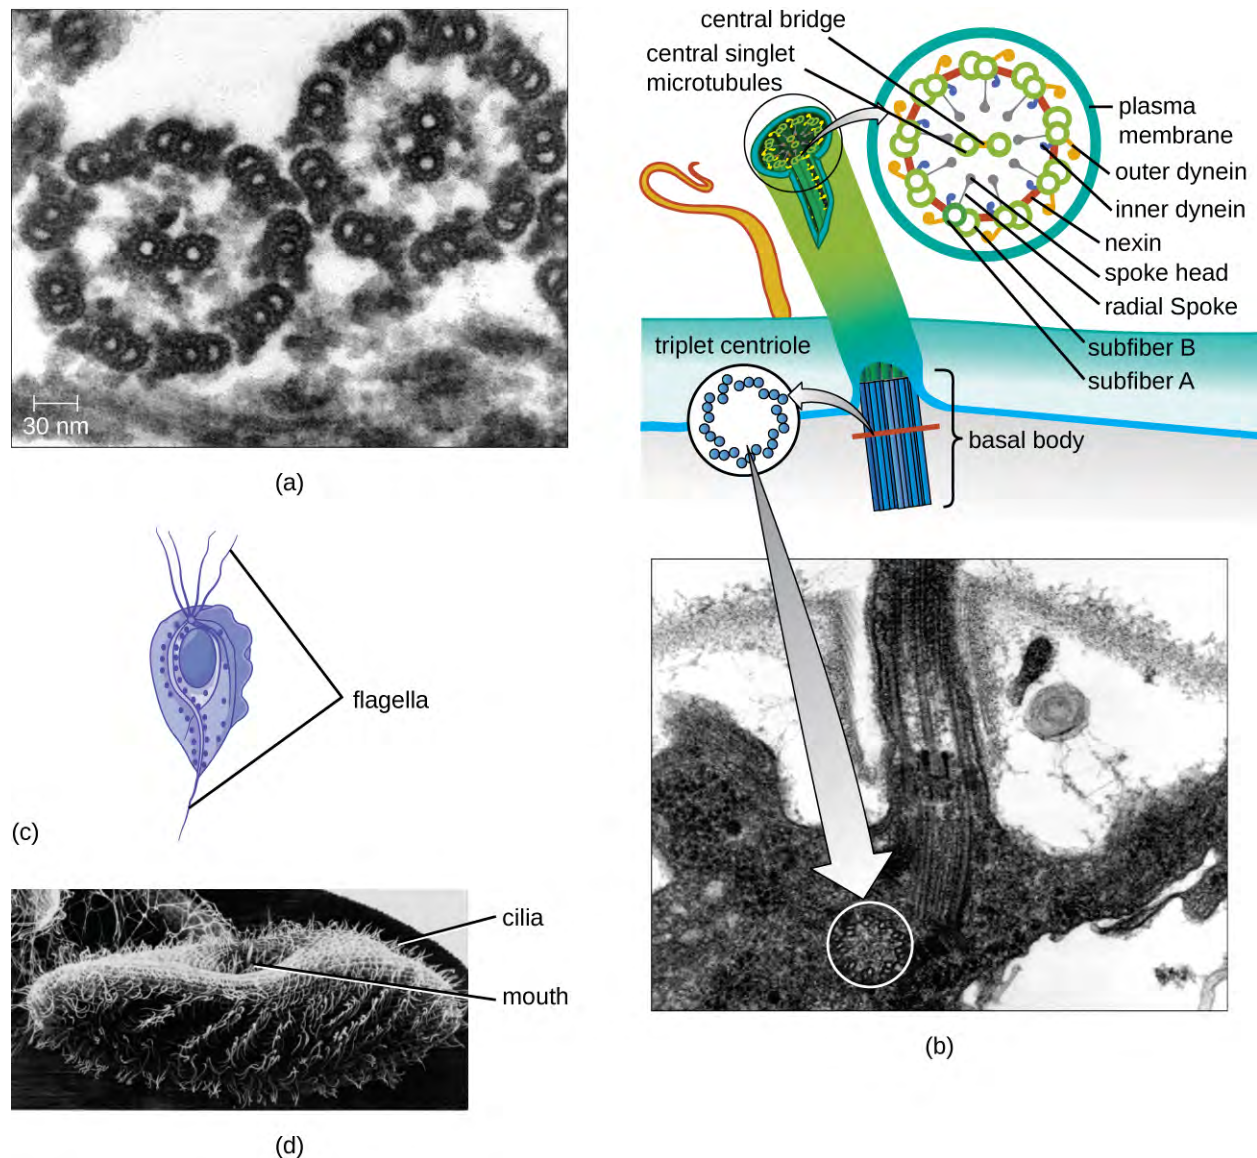 30 nm
(a)
central bridge
central singlet
microtubules
plasma
membrane
outer dynein
inner dynein
nexin
spoke head
radial Spoke
subfiber B
subfiber A
triplet centriole
basal body
(b)
flagella
(c)
cilia
mouth
(d)